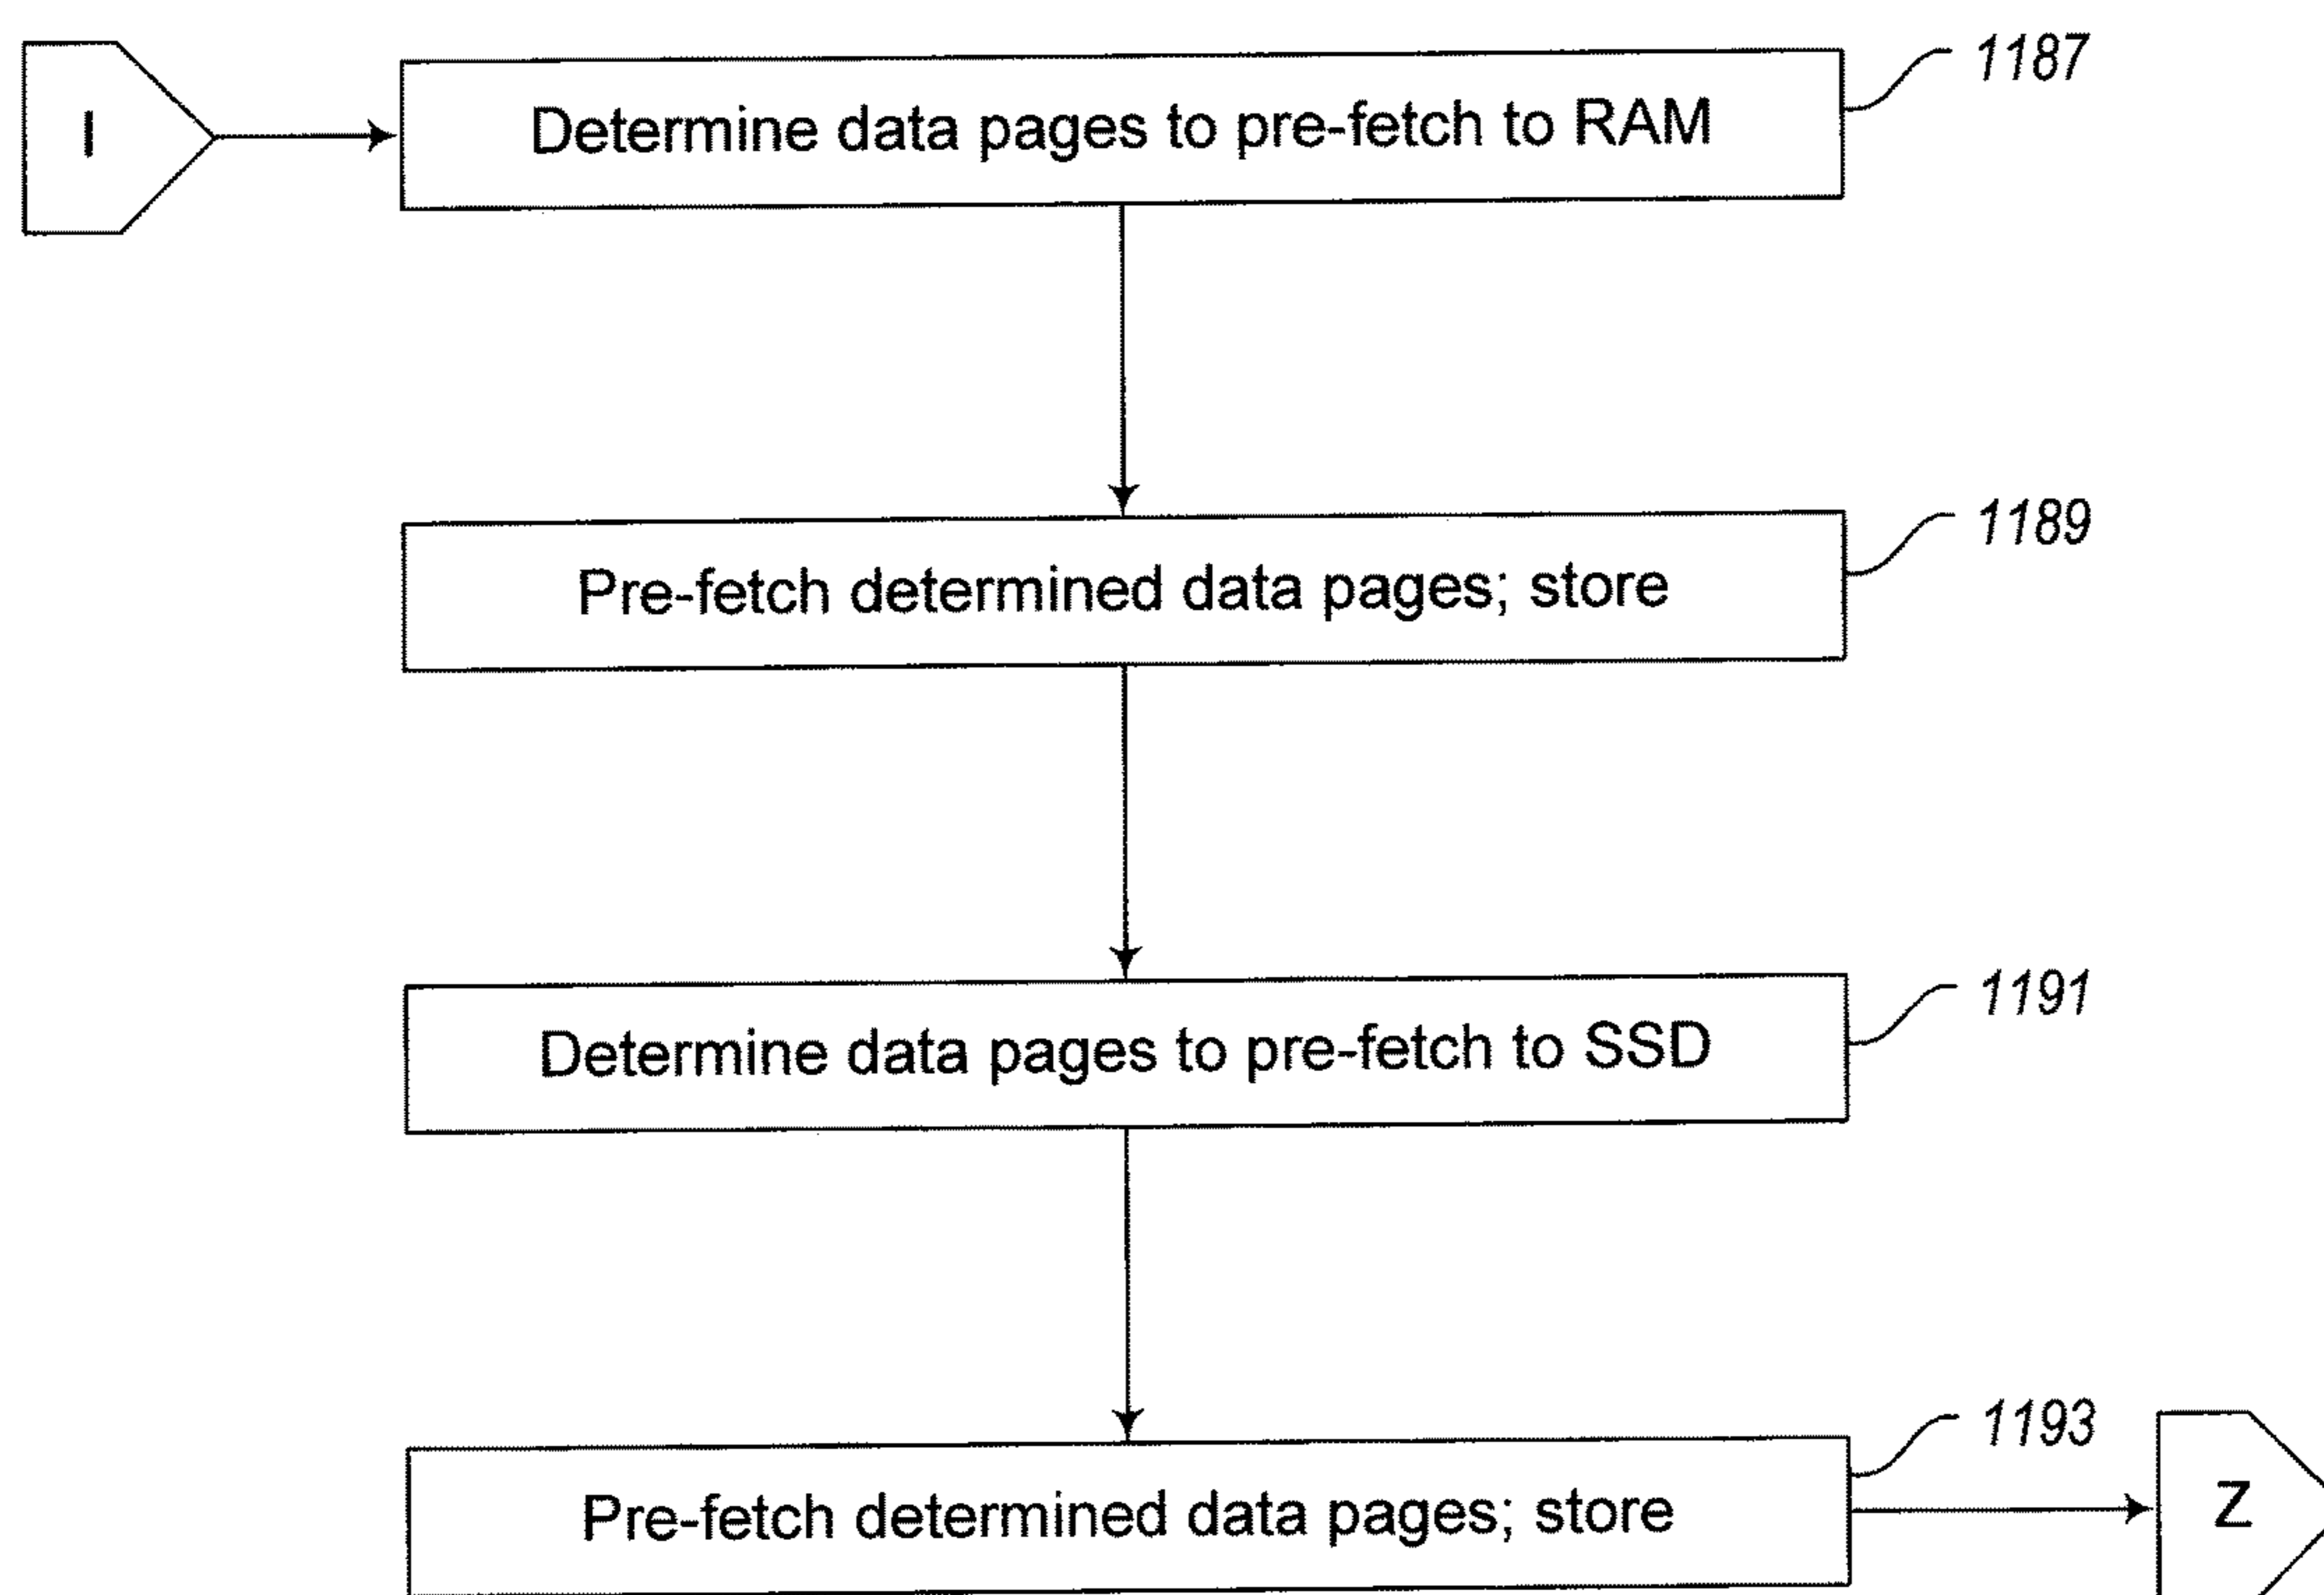 I
Determine data pages to pre-fetch to RAM
1187
Pre-fetch determined data pages; store
1189
Determine data pages to pre-fetch to SSD
1191
Pre-fetch determined data pages; store
1193
Z